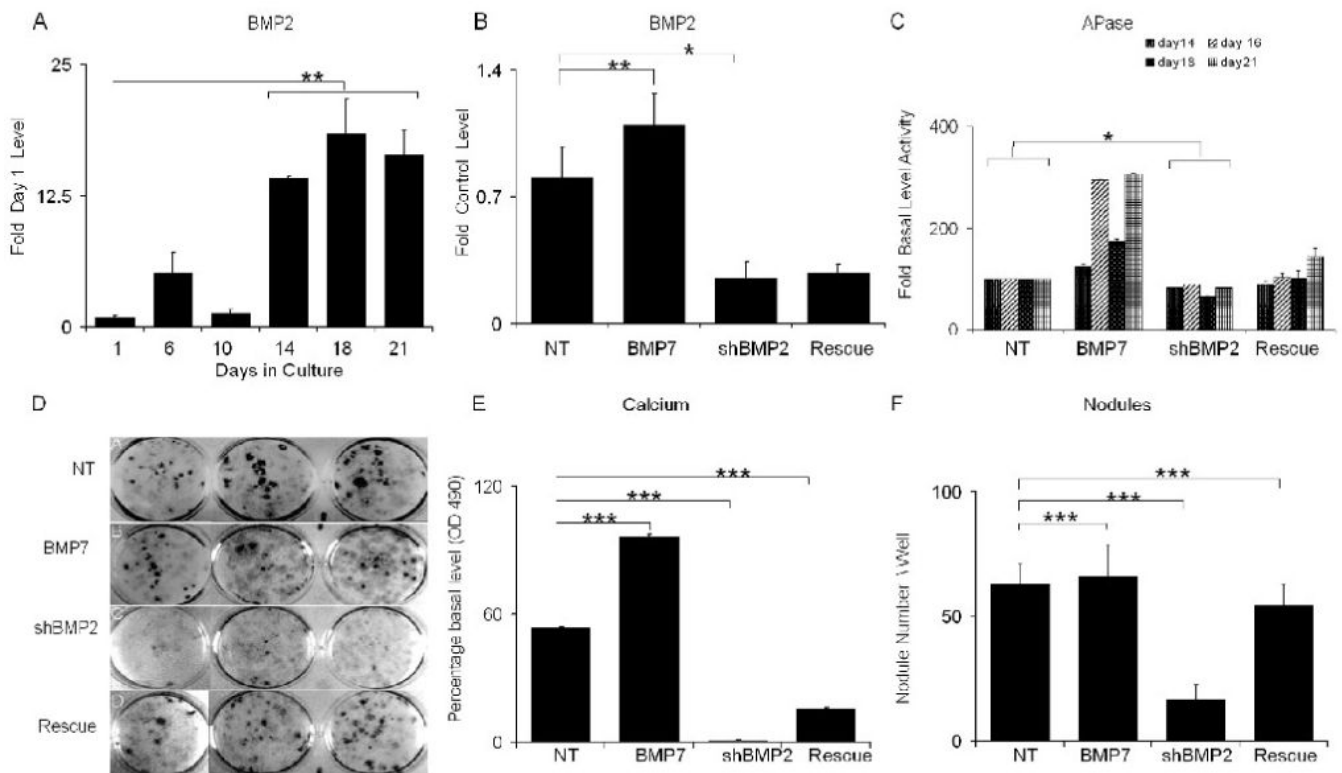 A
BMP2
25
12.5
0
Fold Day 1 Level
**
1 6 10 14 18 21
Days in Culture
B
BMP2
1.4
0.7
0
Fold Control Level
*
**
NT BMP7 shBMP2 Rescue
C
APase
day14 day 16
day18 day21
400
200
0
Fold Basal Level Activity
*
NT BMP7 shBMP2 Rescue
D
NT
BMP7
shBMP2
Rescue
E
Calcium
120
60
0
Percentage basal level (OD 490)
***
***
***
NT BMP7 shBMP2 Rescue
F
Nodules
100
50
0
Nodule Number \Well
***
***
***
NT BMP7 shBMP2 Rescue